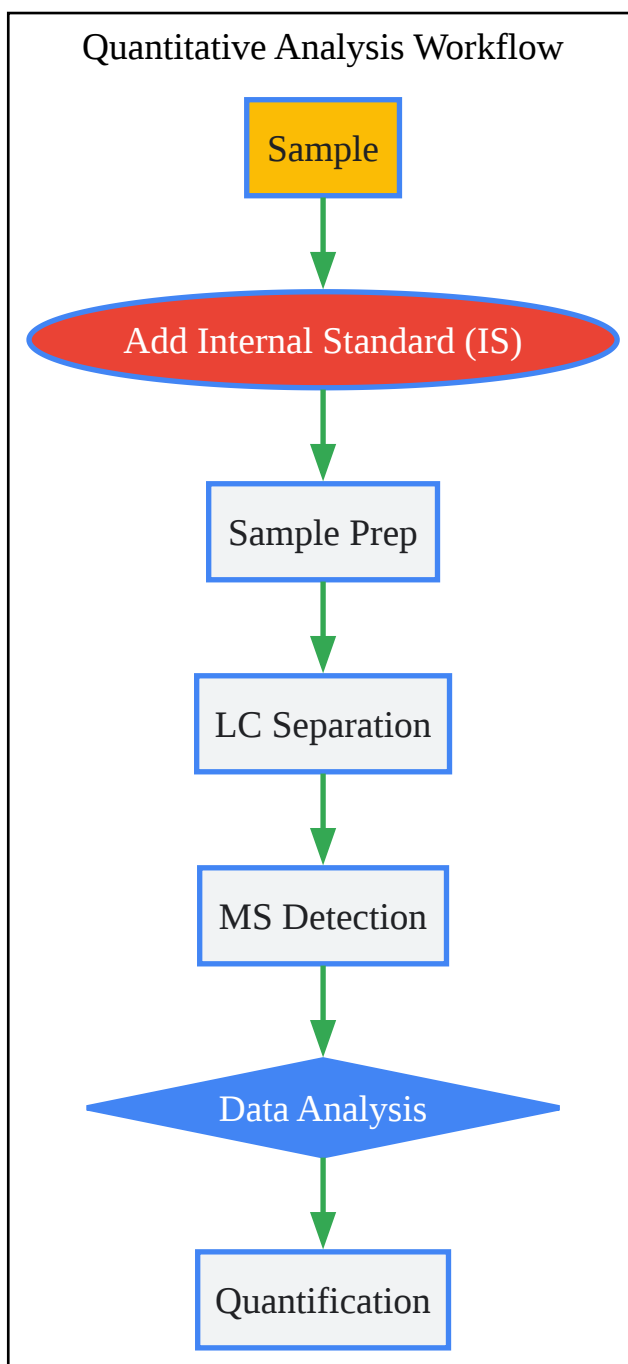 Quantitative Analysis Workflow
Sample
Add Internal Standard (IS)
Sample Prep
LC Separation
MS Detection
Data Analysis
Quantification